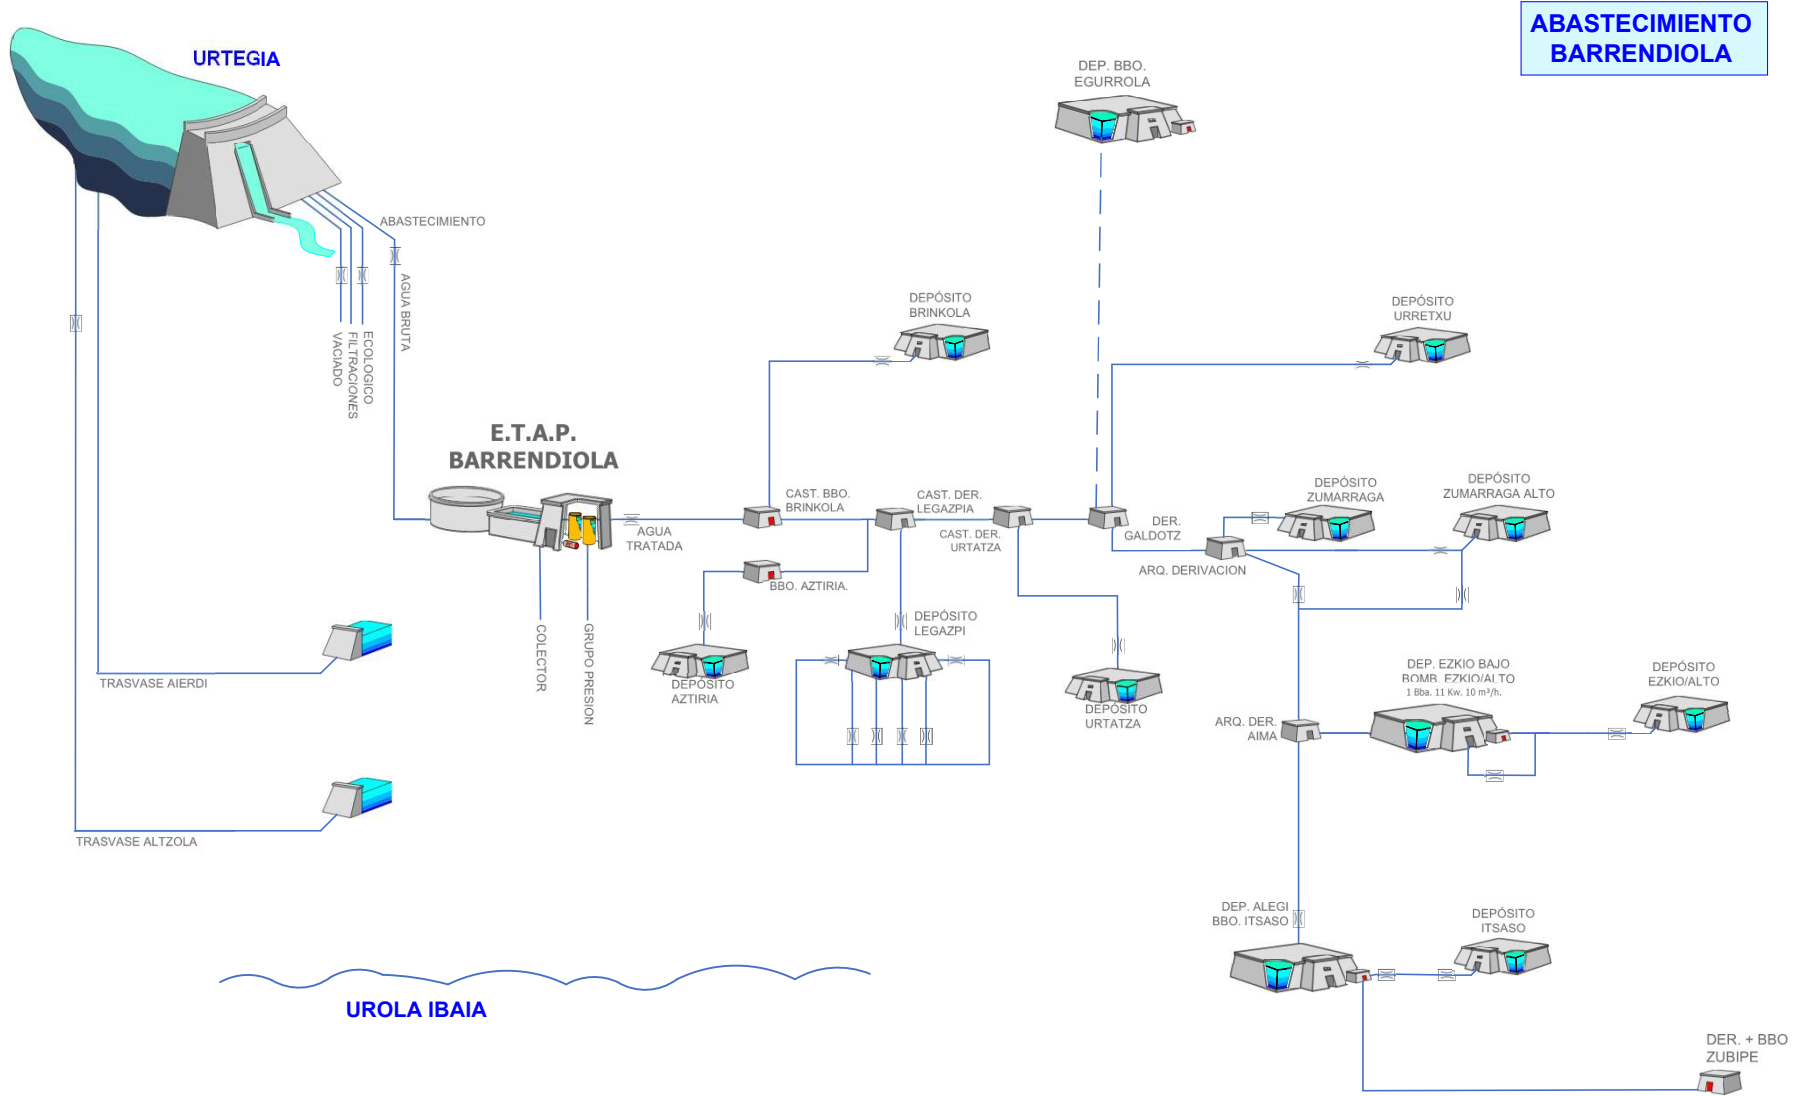 ABASTECIMIENTO
BARRENDIOLA
URTEGIA
DEP. BBO.
EGURROLA
ABASTECIMIENTO
AGUA BRUTA
ECOLOGICO
FILTRACIONES
VACIADO
DEPÓSITO
BRINKOLA
DEPÓSITO
URRETXU
E.T.A.P.
BARRENDIOLA
CAST. BBO.
BRINKOLA
CAST. DER.
LEGAZPIA
CAST. DER.
URTATZA
AGUA
TRATADA
DER.
GALDOTZ
DEPÓSITO
ZUMARRAGA
DEPÓSITO
ZUMARRAGA ALTO
ARQ. DERIVACION
BBO. AZTIRIA.
DEPÓSITO
LEGAZPI
COLECTOR
GRUPO PRESION
DEPÓSITO
AZTIRIA
DEPÓSITO
URTATZA
TRASVASE AIERDI
DEP. EZKIO BAJO
BOMB. EZKIO/ALTO
1 Bba. 11 Kw. 10 m³/h.
DEPÓSITO
EZKIO/ALTO
ARQ. DER.
AIMA
TRASVASE ALTZOLA
DEP. ALEGI
BBO. ITSASO
DEPÓSITO
ITSASO
UROLA IBAIA
DER. + BBO
ZUBIPE